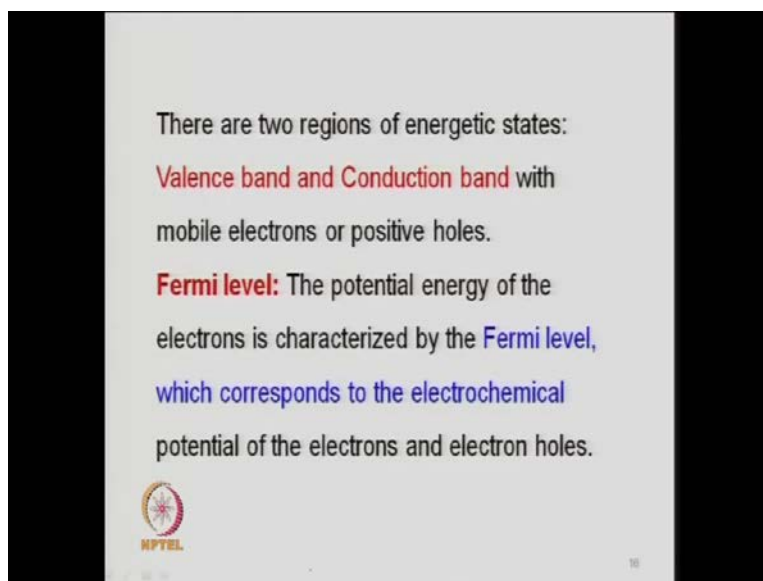 There are two regions of energetic states:
Valence band and Conduction band with
mobile electrons or positive holes.
Fermi level: The potential energy of the
electrons is characterized by the Fermi level,
which corresponds to the electrochemical
potential of the electrons and electron holes.
NPTEL
16